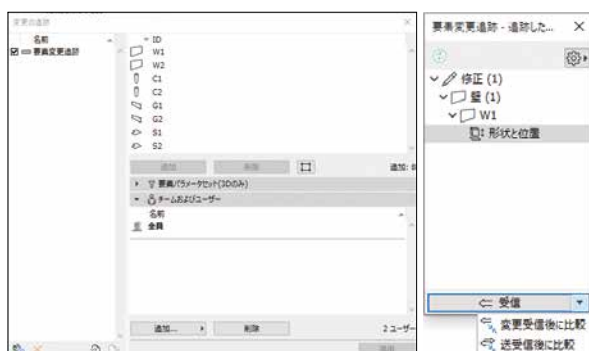 変更の追跡
名前
要素変更追跡
ID
W1
W2
C1
C2
G1
G2
S1
S2
追加
削除
追加: 8
要素パラメータセット(3Dのみ)
チームおよびユーザー
名前
全員
追加...
削除
2 ユーザー
要素変更追跡 - 追跡した...
修正 (1)
壁 (1)
W1
形状と位置
受信
変更受信後に比較
送受信後に比較